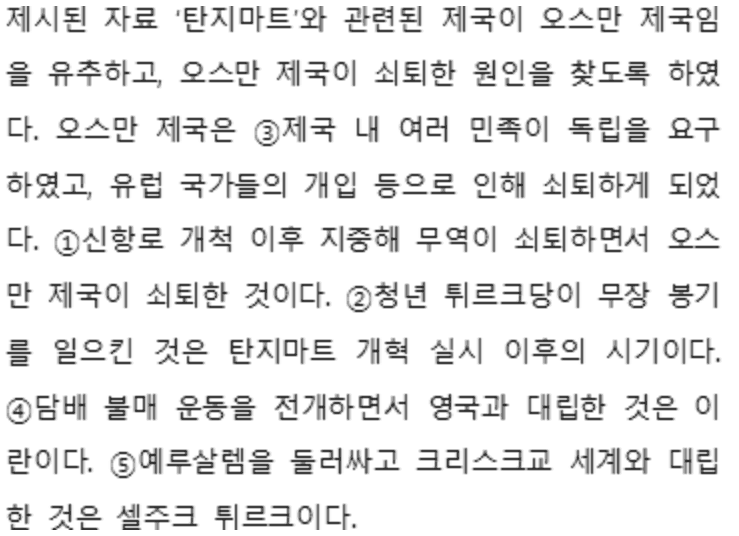 제시된 자료 '탄지마트'와 관련된 제국이 오스만 제국임
을 유추하고, 오스만 제국이 쇠퇴한 원인을 찾도록 하였
다. 오스만 제국은 ③제국 내 여러 민족이 독립을 요구
하였고, 유럽 국가들의 개입 등으로 인해 쇠퇴하게 되었
다. ①신항로 개척 이후 지중해 무역이 쇠퇴하면서 오스
만 제국이 쇠퇴한 것이다. ②청년 튀르크당이 무장 봉기
를 일으킨 것은 탄지마트 개혁 실시 이후의 시기이다.
④담배 불매 운동을 전개하면서 영국과 대립한 것은 이
란이다. ⑤예루살렘을 둘러싸고 크리스크교 세계와 대립
한 것은 셀주크 튀르크이다.